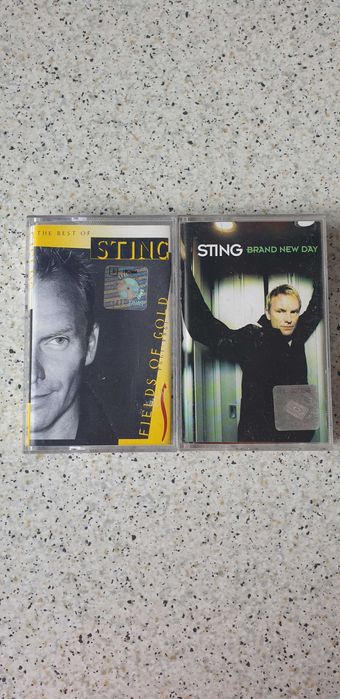 THE BEST OF
STING
FIELDS OF GOLD
STING BRAND NEW DAY